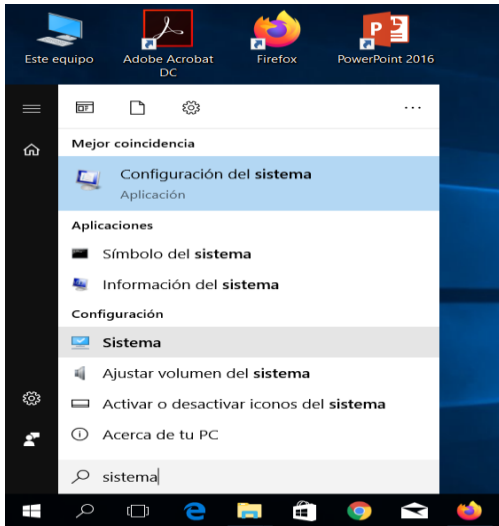 Este equipo
Adobe Acrobat
DC
Firefox
PowerPoint 2016
Mejor coincidencia
Configuración del sistema
Aplicación
Aplicaciones
Símbolo del sistema
Información del sistema
Configuración
Sistema
Ajustar volumen del sistema
Activar o desactivar iconos del sistema
Acerca de tu PC
sistema